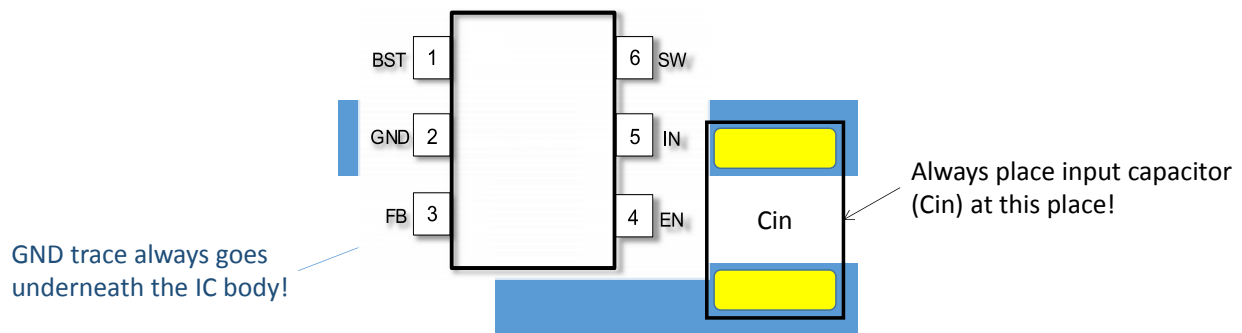 BST 1 6 SW
GND 2 5 IN
FB 3 4 EN
Cin
Always place input capacitor
(Cin) at this place!
GND trace always goes
underneath the IC body!